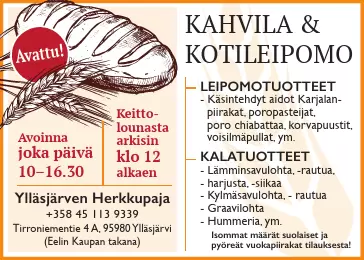 Avattu!
Avoinna
joka päivä
10–16.30
Keitto-
lounasta
arkisin
klo 12
alkaen
Ylläsjärven Herkkupaja
+358 45 113 9339
Tirroniementie 4 A, 95980 Ylläsjärvi
(Eelin Kaupan takana)
KAHVILA &
KOTILEIPOMO
LEIPOMOTUOTTEET
- Käsintehdyt aidot Karjalan-
piirakat, poropasteijat,
poro chiabattaa, korvapuustit,
voisilmäpullat, ym.
KALATUOTTEET
- Lämminsavulohta, -rautua,
- harjusta, -siikaa
- Kylmäsavulohta, - rautua
- Graavilohta
- Hummeria, ym.
Isommat määrät suolaiset ja
pyöreät vuokapiirakat tilauksesta!